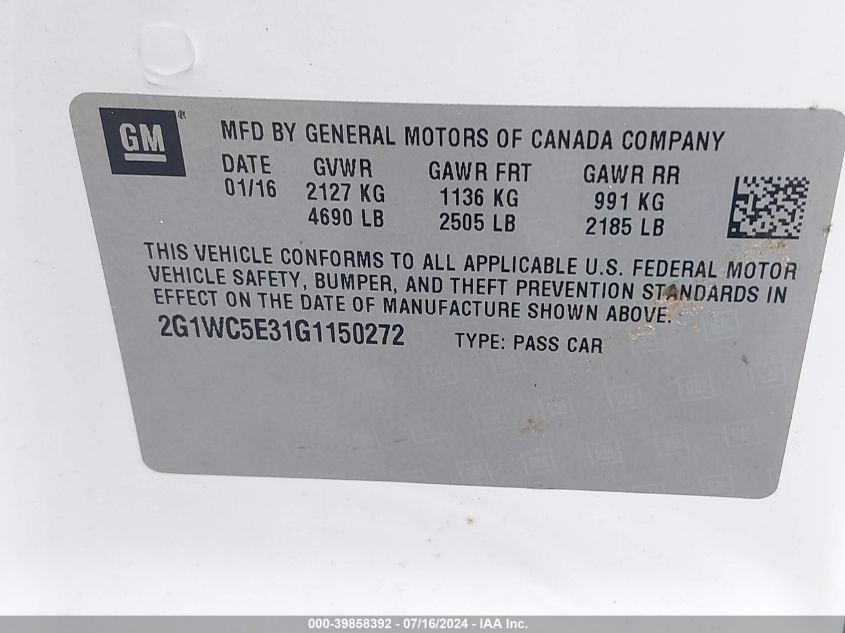 GM ®
MFD BY GENERAL MOTORS OF CANADA COMPANY
DATE GVWR GAWR FRT GAWR RR
01/16 2127 KG 1136 KG 991 KG
4690 LB 2505 LB 2185 LB
THIS VEHICLE CONFORMS TO ALL APPLICABLE U.S. FEDERAL MOTOR
VEHICLE SAFETY, BUMPER, AND THEFT PREVENTION STANDARDS IN
EFFECT ON THE DATE OF MANUFACTURE SHOWN ABOVE.
2G1WC5E31G1150272 TYPE: PASS CAR
000-39858392 - 07/16/2024 - IAA Inc.